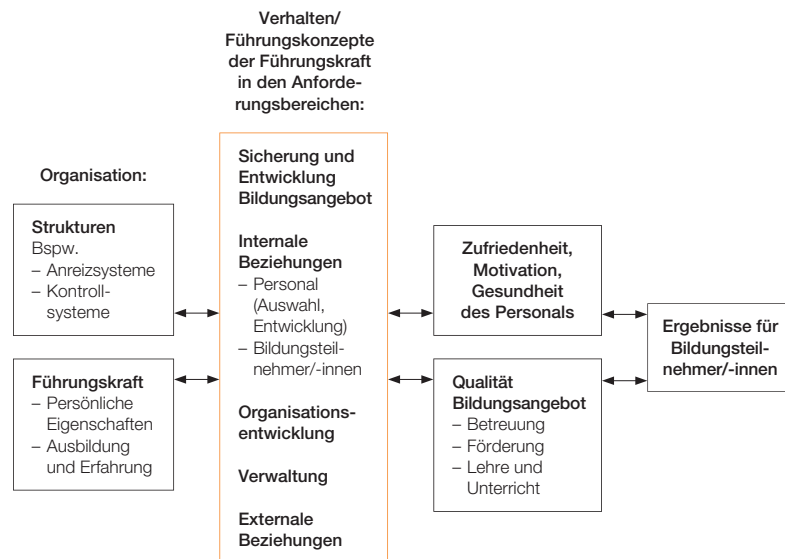 Verhalten/
Führungskonzepte
der Führungskraft
in den Anforde-
rungsbereichen:
Organisation:
Strukturen
Bspw.
– Anreizsysteme
– Kontroll-
systeme
Führungskraft
– Persönliche
Eigenschaften
– Ausbildung
und Erfahrung
Sicherung und
Entwicklung
Bildungsangebot
Internale
Beziehungen
– Personal
(Auswahl,
Entwicklung)
– Bildungsteil-
nehmer/-innen
Organisations-
entwicklung
Verwaltung
Externale
Beziehungen
Zufriedenheit,
Motivation,
Gesundheit
des Personals
Qualität
Bildungsangebot
– Betreuung
– Förderung
– Lehre und
Unterricht
Ergebnisse für
Bildungsteil-
nehmer/-innen